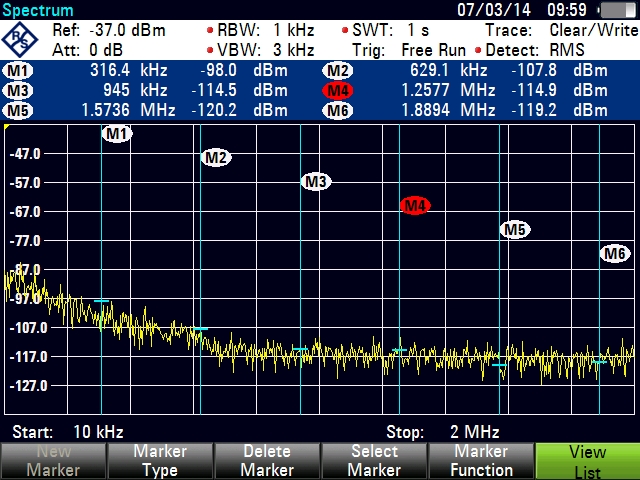 Spectrum 07/03/14 09:59
R&S Ref: -37.0 dBm RBW: 1 kHz SWT: 1 s Trace: Clear/Write
Att: 0 dB VBW: 3 kHz Trig: Free Run Detect: RMS
M1 316.4 kHz -98.0 dBm M2 629.1 kHz -107.8 dBm
M3 945 kHz -114.5 dBm M4 1.2577 MHz -114.9 dBm
M5 1.5736 MHz -120.2 dBm M6 1.8894 MHz -119.2 dBm
M1
-47.0 M2
-57.0 M3
-67.0 M4
-77.0 M5
M6
-87.0
-97.0
-107.0
-117.0
-127.0
Start: 10 kHz Stop: 2 MHz
New Marker Delete Select Marker View
Marker Type Marker Marker Function List